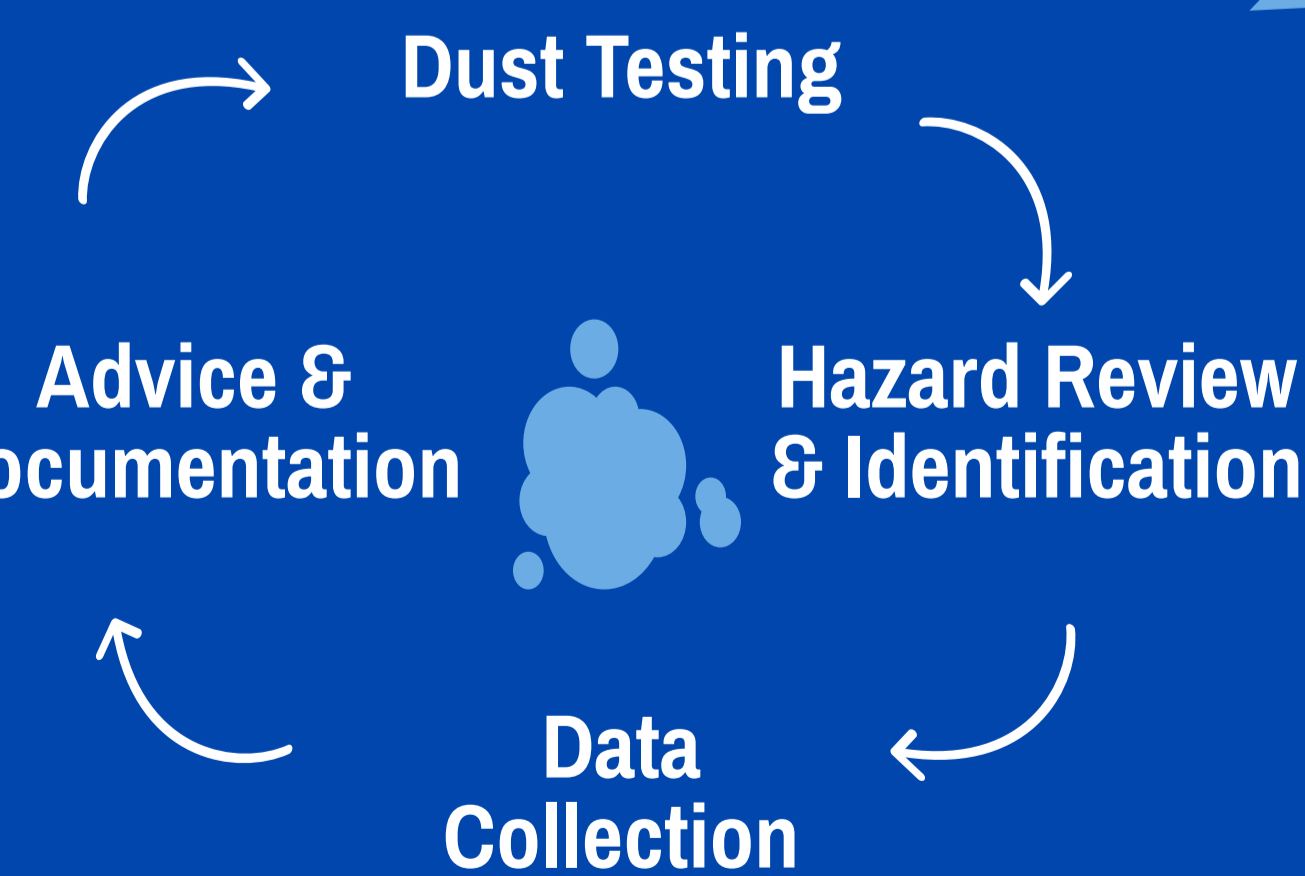 Dust Testing
Advice &
ocumentation
Hazard Review
& Identification
Data
Collection